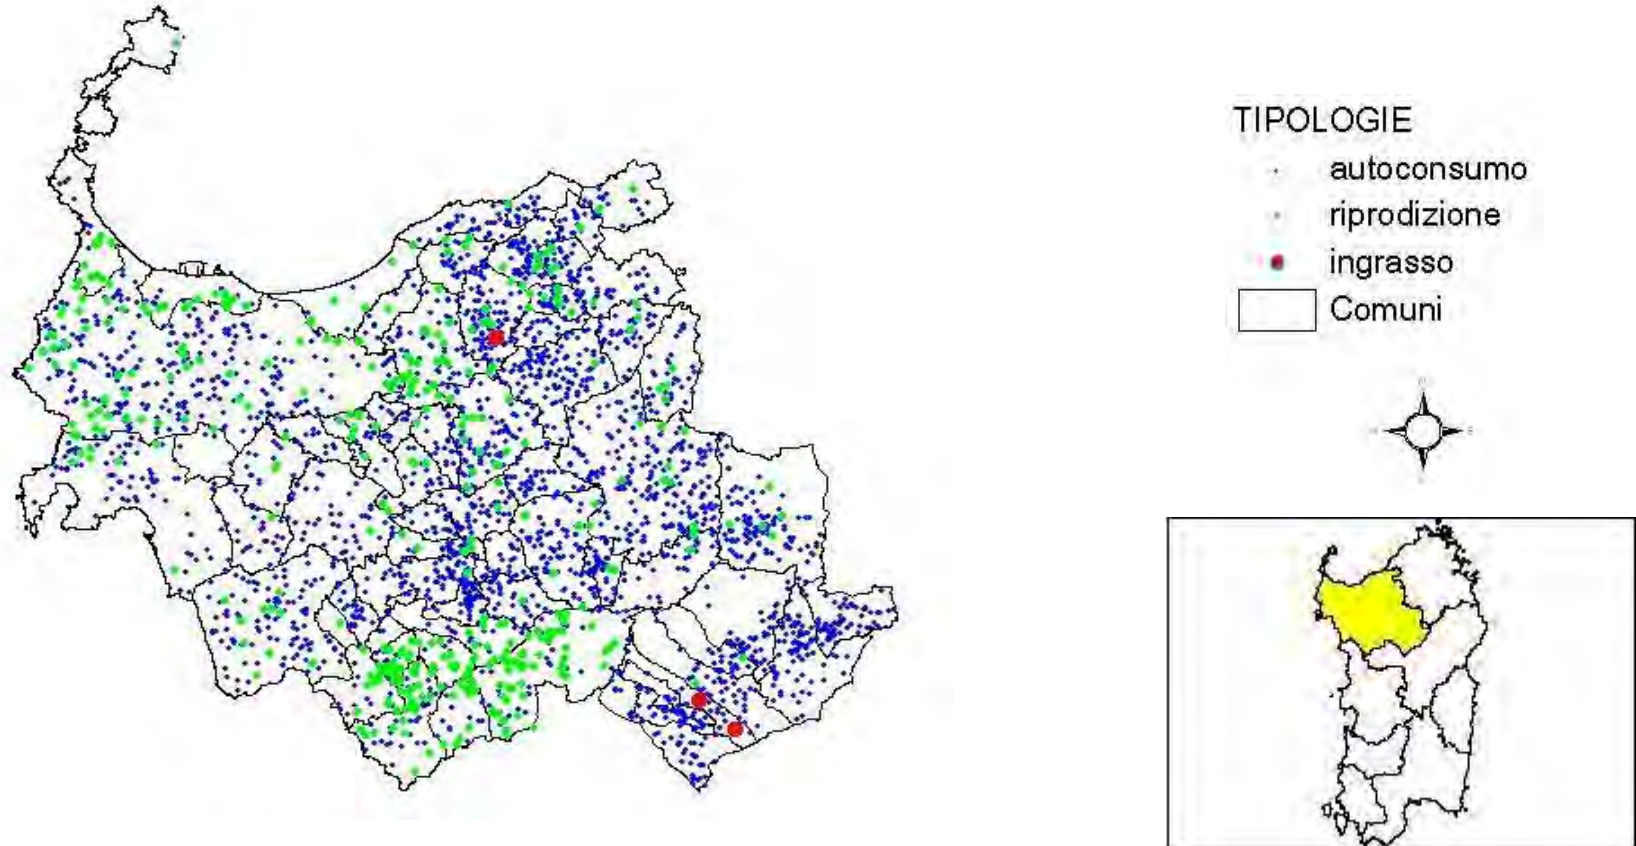 TIPOLOGIE
autoconsumo
riprodizione
ingrasso
Comuni